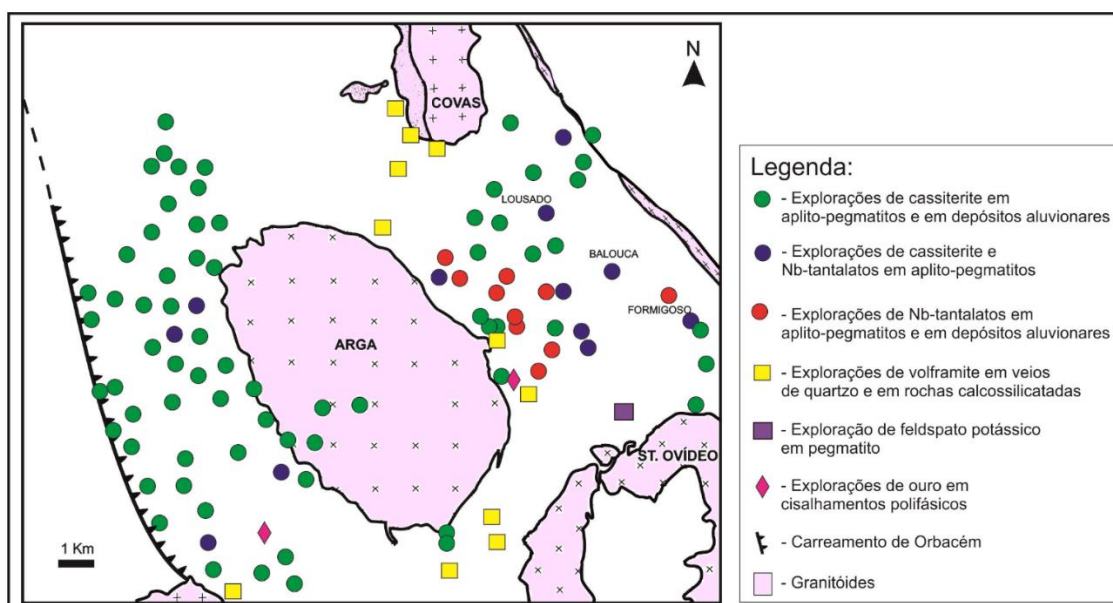 COVAS
N
LOUSADO
BALOUCA
FORMIGOSO
ARGA
ST. OVÍDEO
1 Km
Legenda:
- Explorações de cassiterite em
aplito-pegmatitos e em depósitos aluvionares
- Explorações de cassiterite e
Nb-tantalatos em aplito-pegmatitos
- Explorações de Nb-tantalatos em
aplito-pegmatitos e em depósitos aluvionares
- Explorações de volframite em veios
de quartzo e em rochas calcossilicatadas
- Exploração de feldspato potássico
em pegmatito
- Explorações de ouro em
cisalhamentos polifásicos
- Carreamento de Orbacém
- Granitóides